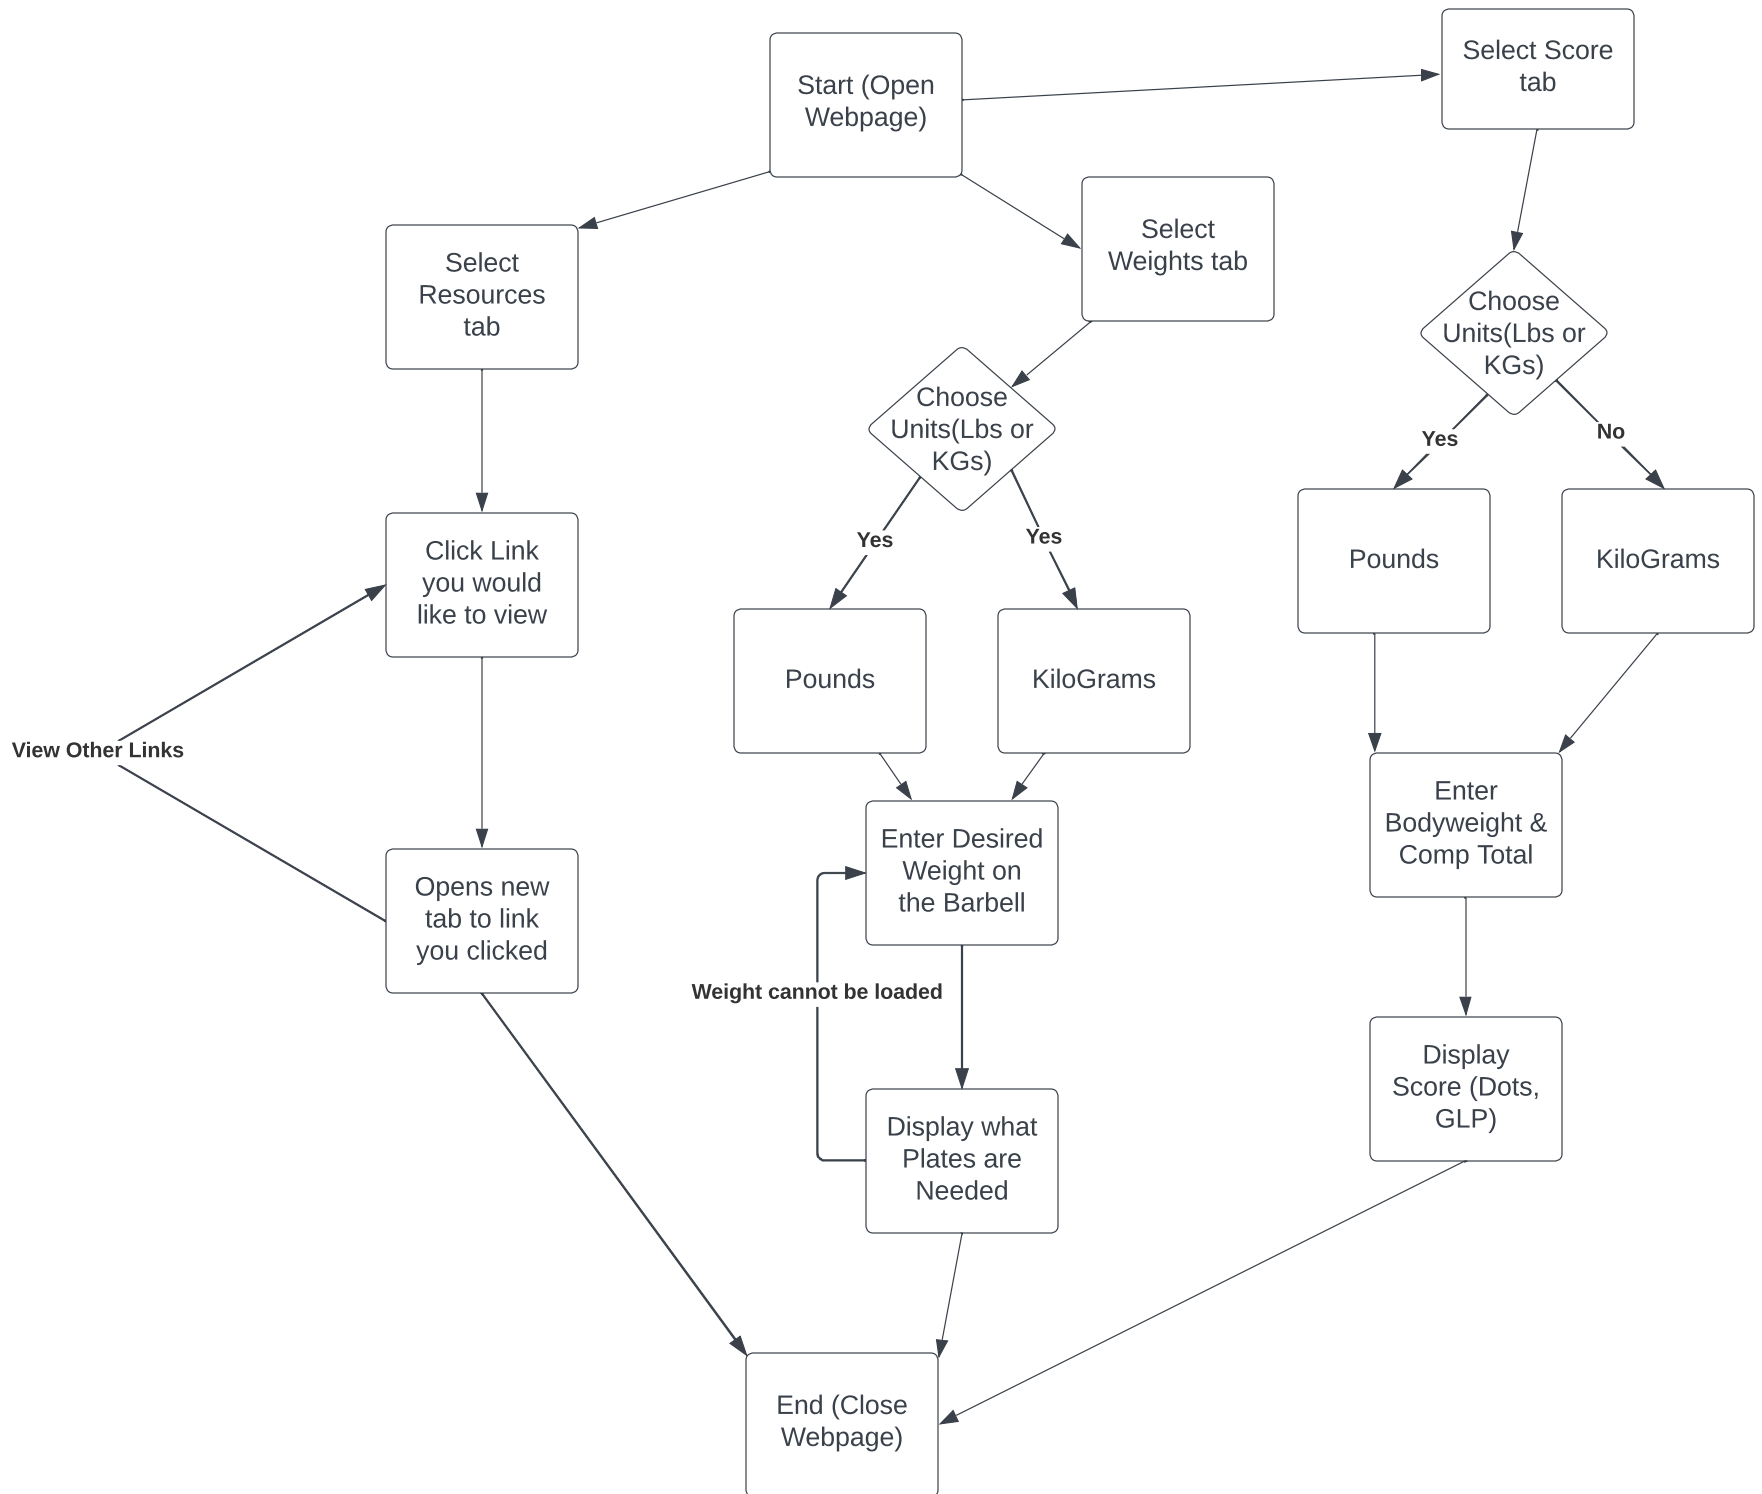 Start (Open
Webpage)
Select Score
tab
Select
Weights tab
Select
Resources
tab
Choose
Units(Lbs or
KGs)
Choose
Units(Lbs or
KGs)
Yes
No
Yes
Yes
Click Link
you would
like to view
Pounds
KiloGrams
Pounds
KiloGrams
View Other Links
Enter
Bodyweight &
Comp Total
Enter Desired
Weight on
the Barbell
Opens new
tab to link
you clicked
Weight cannot be loaded
Display
Score (Dots,
GLP)
Display what
Plates are
Needed
End (Close
Webpage)